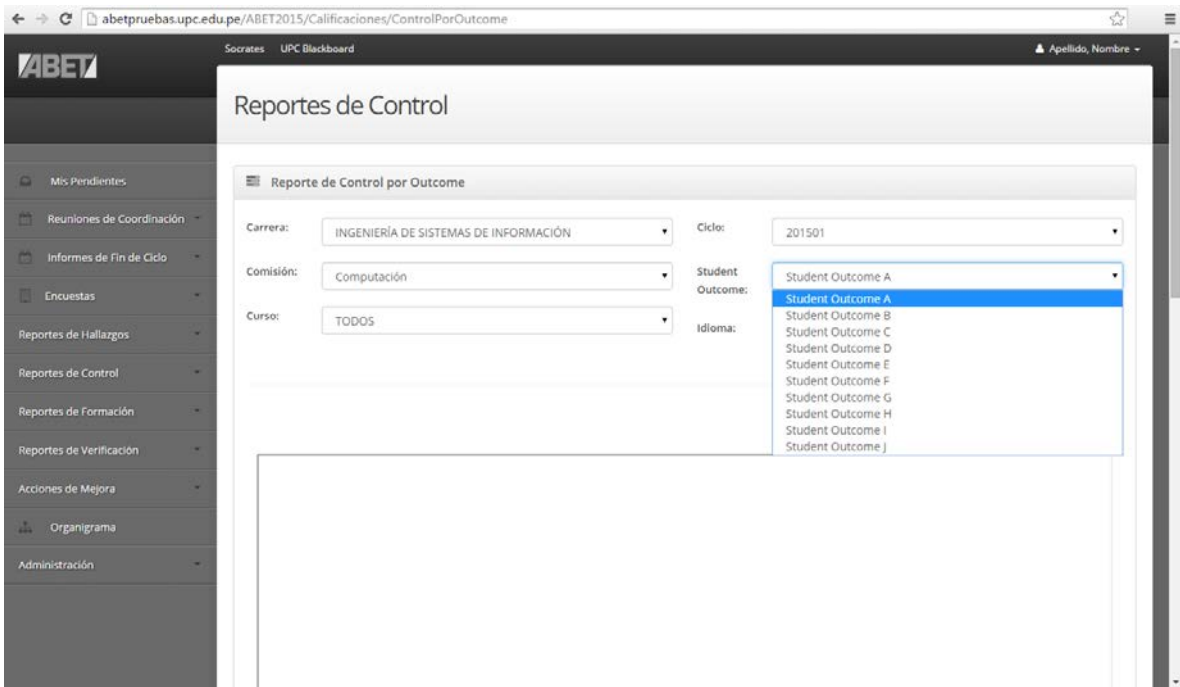 abetpruebas.upc.edu.pe/ABET2015/Calificaciones/ControlPorOutcome
ABET
Socrates UPC Blackboard
Apellido, Nombre
Reportes de Control
Mis Pendientes
Reuniones de Coordinación
Informes de Fin de Ciclo
Encuestas
Reportes de Hallazgos
Reportes de Control
Reportes de Formación
Reportes de Verificación
Acciones de Mejora
Organigrama
Administración
Reporte de Control por Outcome
Carrera: INGENIERÍA DE SISTEMAS DE INFORMACIÓN
Ciclo: 201501
Comisión: Computación
Student
Outcome:
Student Outcome A
Curso: TODOS
Idioma:
Student Outcome A
Student Outcome B
Student Outcome C
Student Outcome D
Student Outcome E
Student Outcome F
Student Outcome G
Student Outcome H
Student Outcome I
Student Outcome J